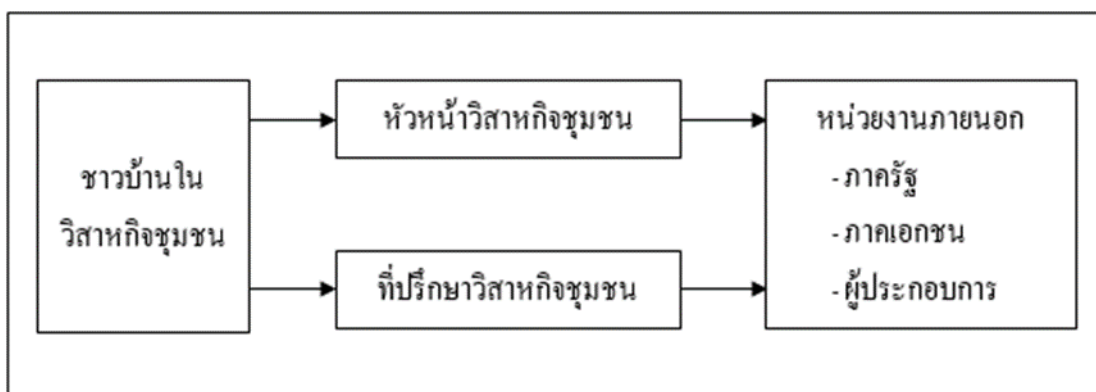 ชาวบ้านใน
วิสาหกิจชุมชน
หัวหน้าวิสาหกิจชุมชน
ที่ปรึกษาวิสาหกิจชุมชน
หน่วยงานภายนอก
- ภาครัฐ
- ภาคเอกชน
- ผู้ประกอบการ